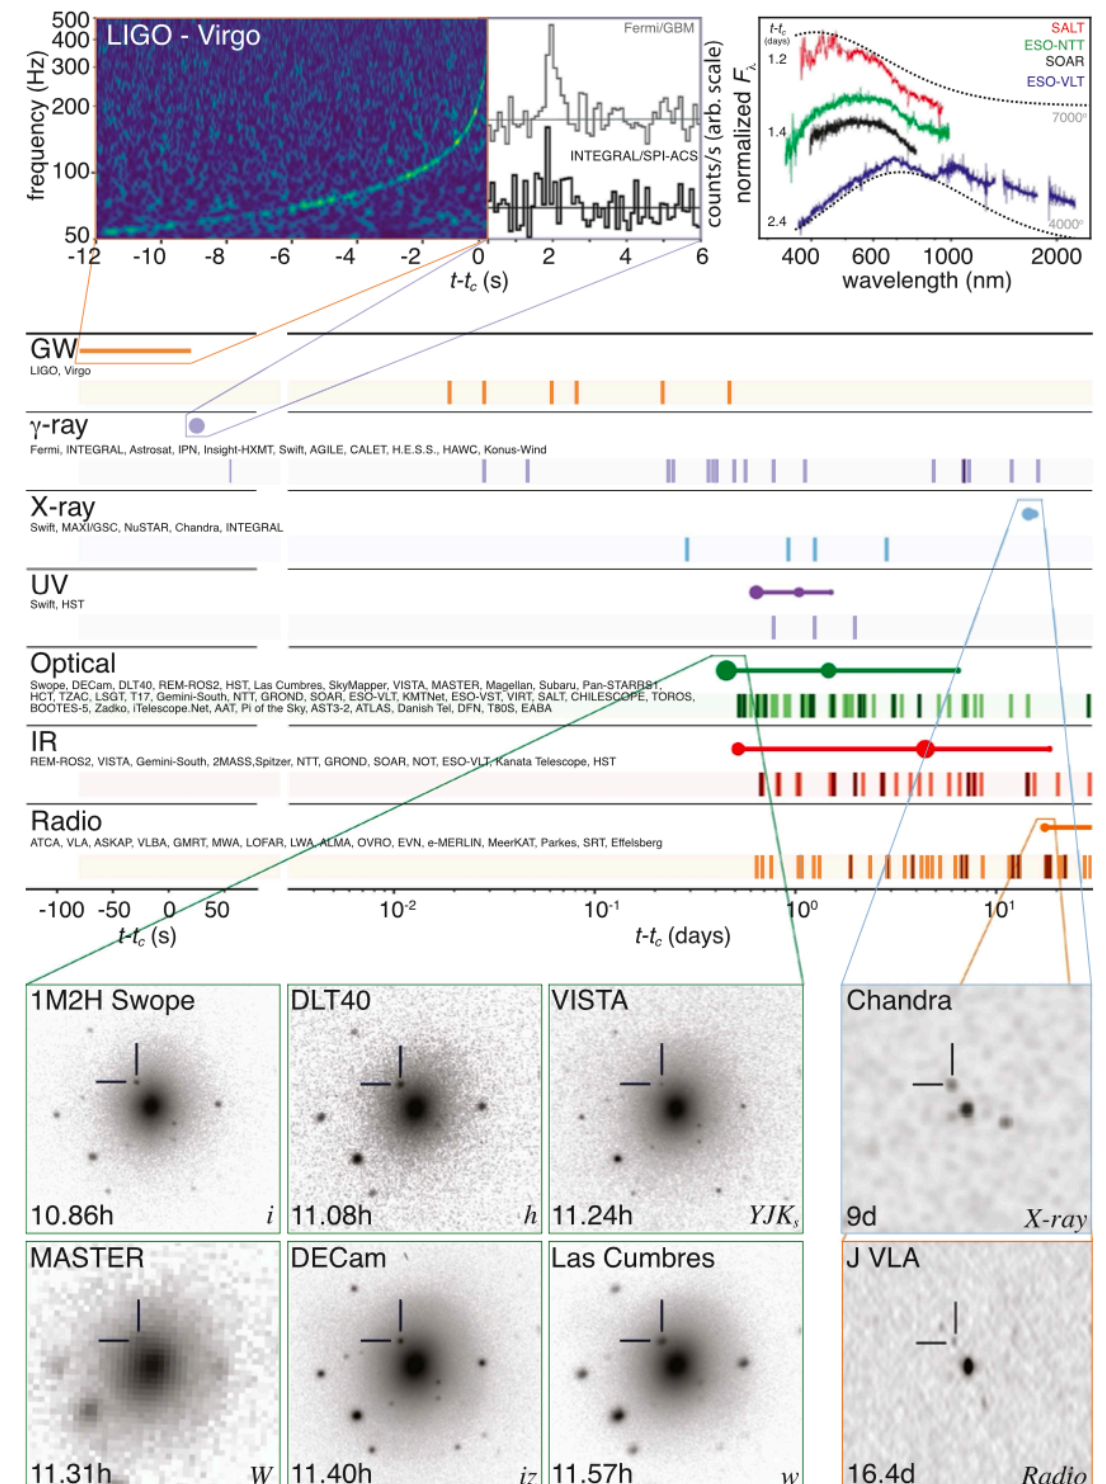 LIGO - Virgo
Fermi/GBM
INTEGRAL/SPI-ACS
frequency (Hz)
500
400
300
200
100
50
-12 -10 -8 -6 -4 -2 0 2 4 6
t-tc (s)
counts/s (arb. scale)
normalized Fλ
t-tc
(days)
1.2
1.4
2.4
SALT
ESO-NTT
SOAR
ESO-VLT
7000°
4000°
400 600 1000 2000
wavelength (nm)
GW
LIGO, Virgo
γ-ray
Fermi, INTEGRAL, Astrosat, IPN, Insight-HXMT, Swift, AGILE, CALET, H.E.S.S., HAWC, Konus-Wind
X-ray
Swift, MAXI/GSC, NuSTAR, Chandra, INTEGRAL
UV
Swift, HST
Optical
Swope, DECam, DLT40, REM-ROS2, HST, Las Cumbres, SkyMapper, VISTA, MASTER, Magellan, Subaru, Pan-STARRS1,
HCT, TZAC, LSGT, T17, Gemini-South, NTT, GROND, SOAR, ESO-VLT, KMTNet, ESO-VST, VIRT, SALT, CHILESCOPE, TOROS,
BOOTES-5, Zadko, iTelescope.Net, AAT, Pi of the Sky, AST3-2, ATLAS, Danish Tel, DFN, T80S, EABA
IR
REM-ROS2, VISTA, Gemini-South, 2MASS,Spitzer, NTT, GROND, SOAR, NOT, ESO-VLT, Kanata Telescope, HST
Radio
ATCA, VLA, ASKAP, VLBA, GMRT, MWA, LOFAR, LWA, ALMA, OVRO, EVN, e-MERLIN, MeerKAT, Parkes, SRT, Effelsberg
-100 -50 0 50 10⁻² 10⁻¹ 10⁰ 10¹
t-tc (s) t-tc (days)
1M2H Swope
10.86h i
DLT40
11.08h h
VISTA
11.24h YJKs
Chandra
9d X-ray
MASTER
11.31h W
DECam
11.40h iz
Las Cumbres
11.57h w
J VLA
16.4d Radio